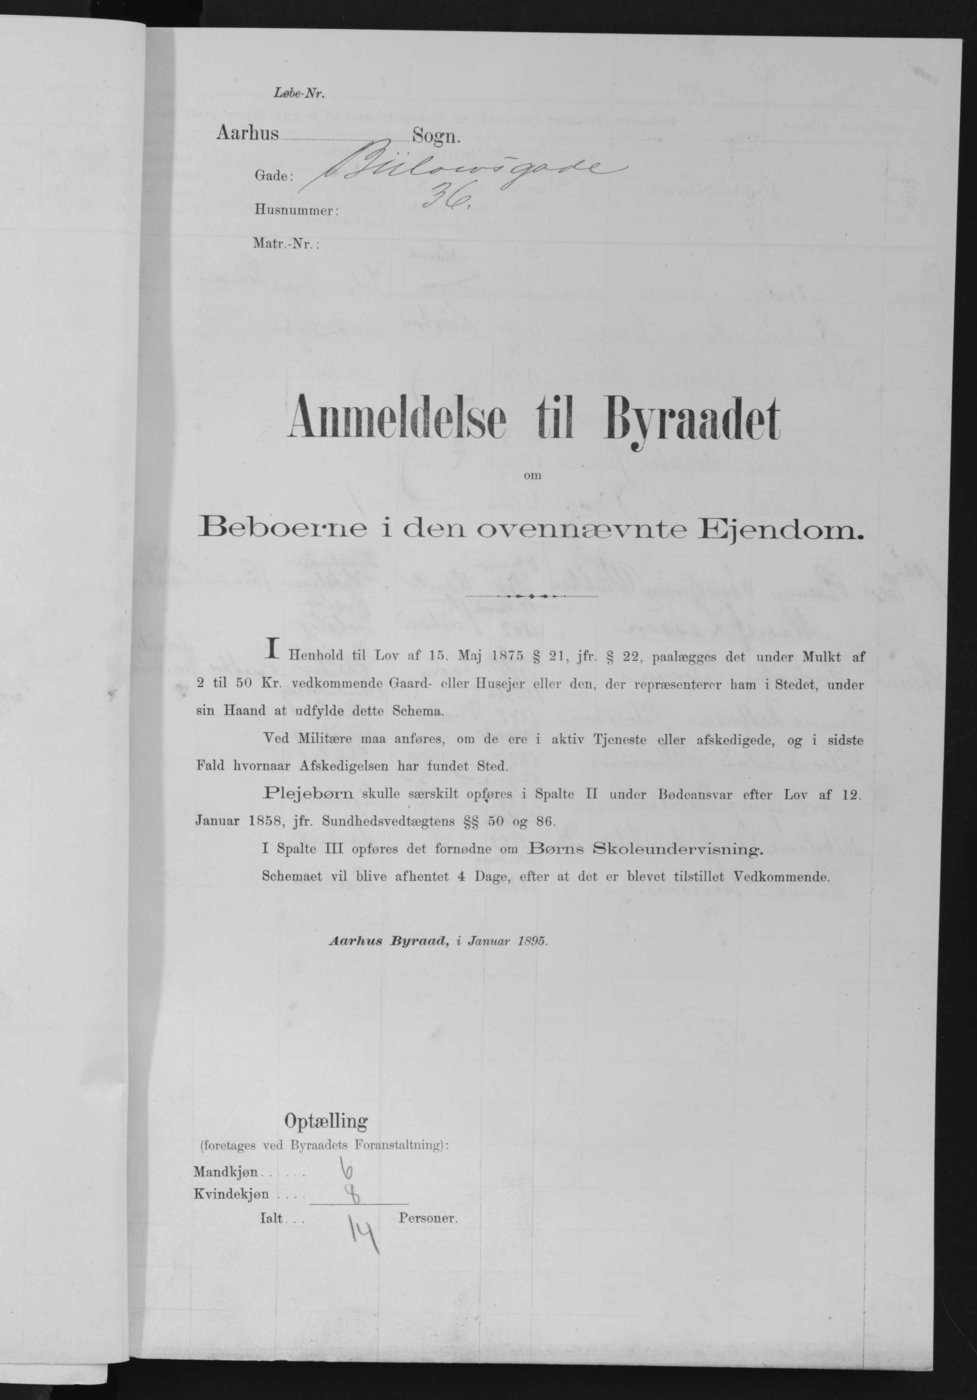 Løbe-Nr.
Aarhus Sogn.
Gade: Bülowsgade
Husnummer: 36.
Matr.-Nr.:
Anmeldelse til Byraadet
om
Beboerne i den ovennævnte Ejendom.
I Henhold til Lov af 15. Maj 1875 § 21, jfr. § 22, paalægges det under Mulkt af
2 til 50 Kr. vedkommende Gaard- eller Husejer eller den, der repræsenterer ham i Stedet, under
sin Haand at udfylde dette Schema.
Ved Militære maa anføres, om de ere i aktiv Tjeneste eller afskedigede, og i sidste
Fald hvornaar Afskedigelsen har fundet Sted.
Plejebørn skulle særskilt opføres i Spalte II under Bødeansvar efter Lov af 12.
Januar 1858, jfr. Sundhedsvedtægtens §§ 50 og 86.
I Spalte III opføres det fornødne om Børns Skoleundervisning.
Schemaet vil blive afhentet 4 Dage, efter at det er blevet tilstillet Vedkommende.
Aarhus Byraad, i Januar 1895.
Optælling
(foretages ved Byraadets Foranstaltning):
Mandkjøn..... 6
Kvindekjøn .... 8
Ialt... 14 Personer.